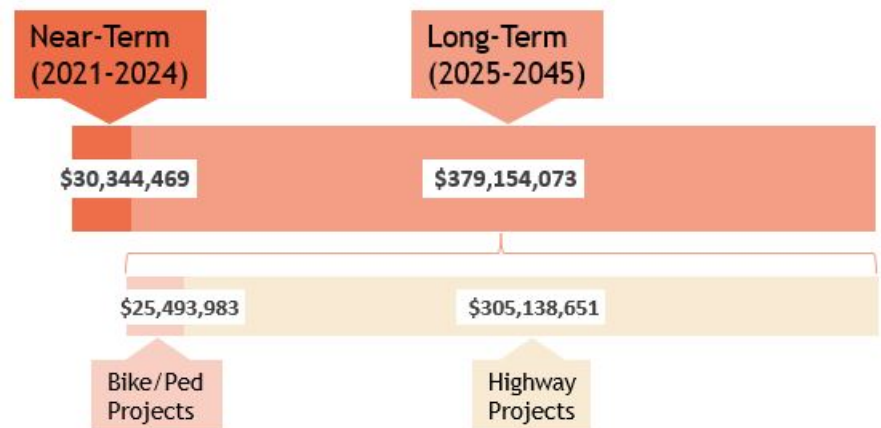 Near-Term
(2021-2024)
Long-Term
(2025-2045)
$30,344,469
$379,154,073
$25,493,983
$305,138,651
Bike/Ped
Projects
Highway
Projects